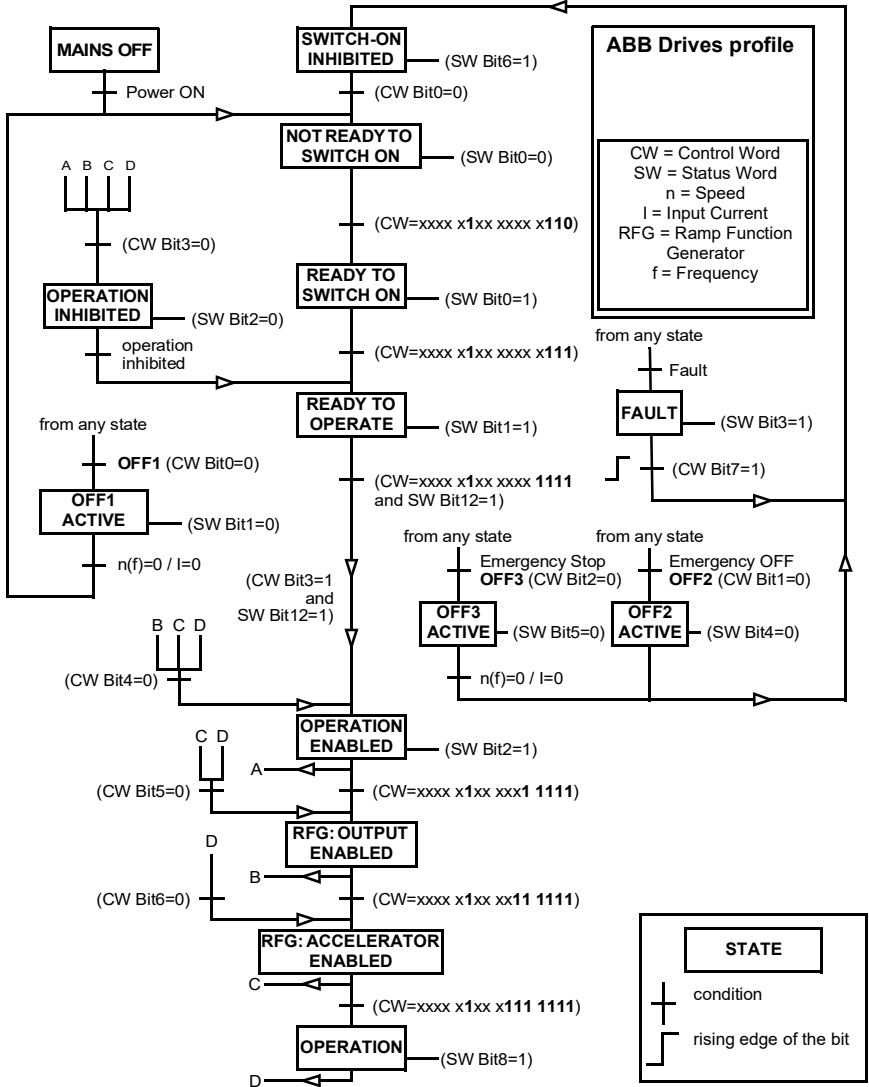 MAINS OFF
Power ON
SWITCH-ON
INHIBITED
(SW Bit6=1)
(CW Bit0=0)
ABB Drives profile
CW = Control Word
SW = Status Word
n = Speed
I = Input Current
RFG = Ramp Function
Generator
f = Frequency
NOT READY TO
SWITCH ON
(SW Bit0=0)
A B C D
(CW Bit3=0)
(CW=xxxx x1xx xxxx x110)
OPERATION
INHIBITED
(SW Bit2=0)
operation
inhibited
READY TO
SWITCH ON
(SW Bit0=1)
(CW=xxxx x1xx xxxx x111)
from any state
Fault
FAULT
(SW Bit3=1)
(CW Bit7=1)
READY TO
OPERATE
(SW Bit1=1)
from any state
OFF1 (CW Bit0=0)
OFF1
ACTIVE
(SW Bit1=0)
n(f)=0 / I=0
(CW=xxxx x1xx xxxx 1111
and SW Bit12=1)
(CW Bit3=1
and
SW Bit12=1)
from any state
Emergency Stop
OFF3 (CW Bit2=0)
OFF3
ACTIVE
(SW Bit5=0)
n(f)=0 / I=0
from any state
Emergency OFF
OFF2 (CW Bit1=0)
OFF2
ACTIVE
(SW Bit4=0)
B C D
(CW Bit4=0)
OPERATION
ENABLED
(SW Bit2=1)
A
C D
(CW Bit5=0)
(CW=xxxx x1xx xxx1 1111)
RFG: OUTPUT
ENABLED
B
D
(CW Bit6=0)
(CW=xxxx x1xx xx11 1111)
RFG: ACCELERATOR
ENABLED
C
(CW=xxxx x1xx x111 1111)
OPERATION
(SW Bit8=1)
D
STATE
condition
rising edge of the bit